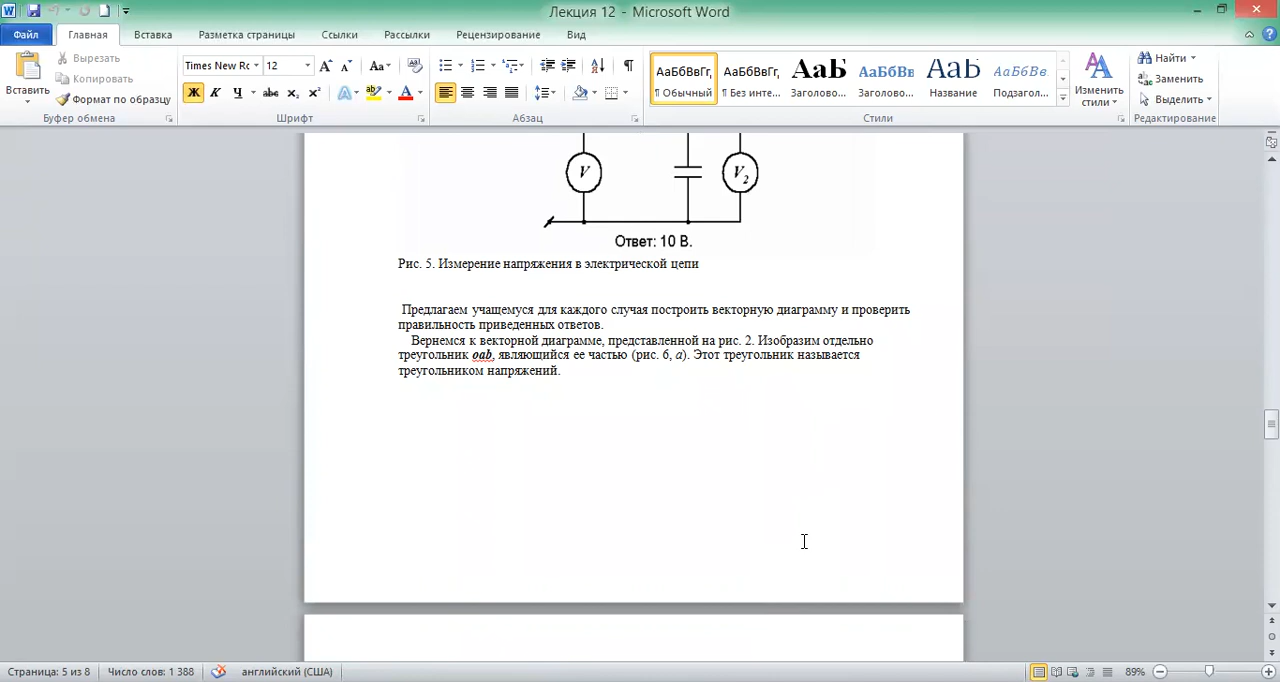 Лекция 12 - Microsoft Word
Файл Главная Вставка Разметка страницы Ссылки Рассылки Рецензирование Вид
Вставить
Вырезать
Копировать
Формат по образцу
Буфер обмена
Times New Rc 12
Ж К Ч abc x₂ x² A
Шрифт
Абзац
АаБбВвГг, АаБбВвГг, АаБ АаБбВв АаБ АаБбВв
¶ Обычный ¶ Без инте... Заголово... Заголово... Название Подзагол...
Стили
Изменить стили
Найти
Заменить
Выделить
Редактирование
V V2
Ответ: 10 В.
Рис. 5. Измерение напряжения в электрической цепи
Предлагаем учащемуся для каждого случая построить векторную диаграмму и проверить
правильность приведенных ответов.
Вернемся к векторной диаграмме, представленной на рис. 2. Изобразим отдельно
треугольник oab, являющийся ее частью (рис. 6, а). Этот треугольник называется
треугольником напряжений.
Страница: 5 из 8 Число слов: 1 388 английский (США) 89%